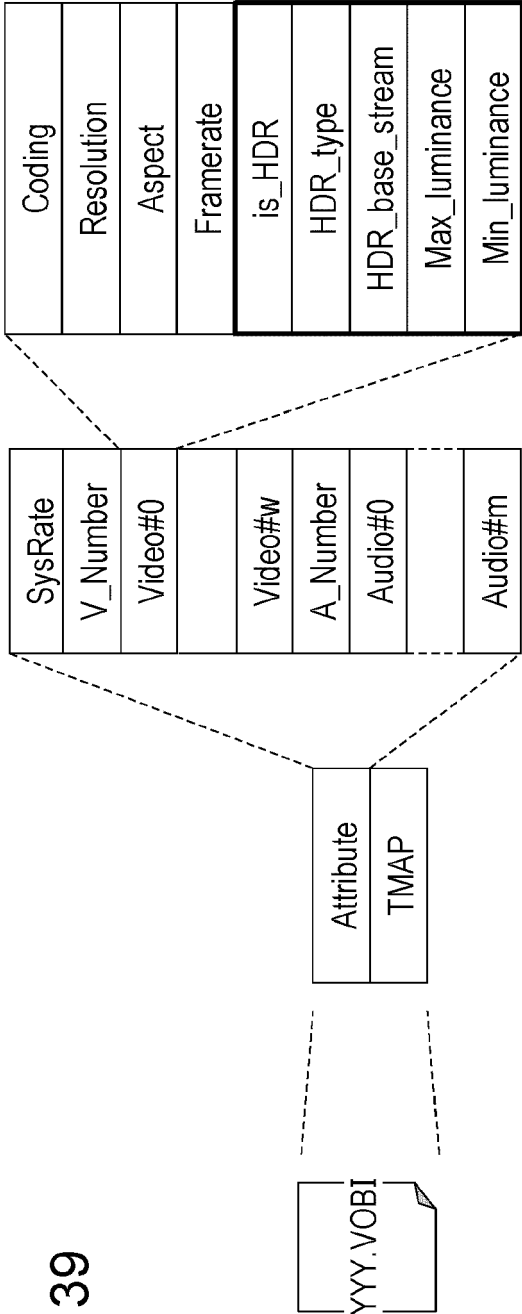 39
YYY.VOBI
Attribute
TMAP
SysRate
V_Number
Video#0
Video#w
A_Number
Audio#0
Audio#m
Coding
Resolution
Aspect
Framerate
is_HDR
HDR_type
HDR_base_stream
Max_luminance
Min_luminance